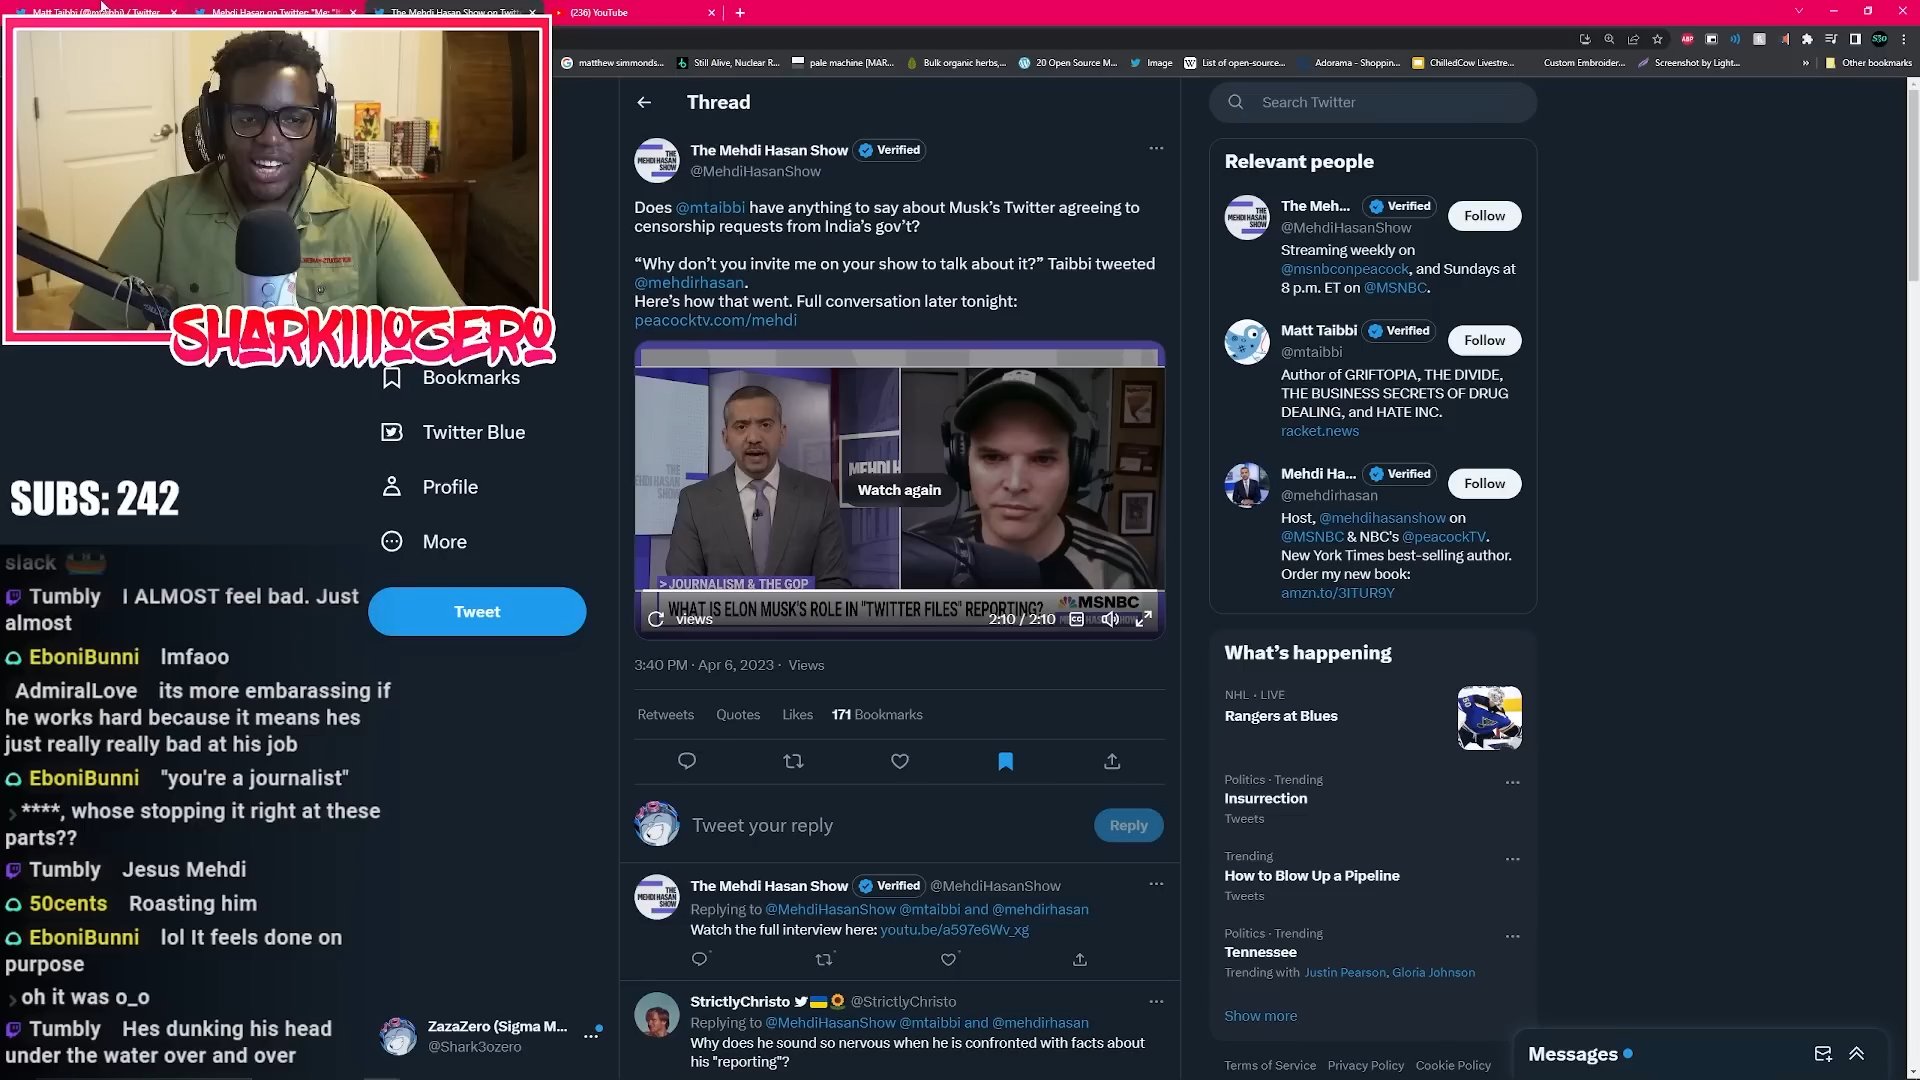 Matt Taibbi (@mtaibbi) / Twitter
Mehdi Hasan on Twitter: "Me: "I
The Mehdi Hasan Show on Twitt
(236) YouTube
matthew simmonds...
Still Alive, Nuclear R...
pale machine [MAR...
Bulk organic herbs,...
20 Open Source M...
Image
List of open-source...
Adorama - Shoppin...
ChilledCow Livestre...
Custom Embroider...
Screenshot by Light...
Other bookmarks
SHARKIIIOZERO
Bookmarks
Twitter Blue
Profile
More
Tweet
SUBS: 242
slack
Tumbly I ALMOST feel bad. Just
almost
EboniBunni lmfaoo
AdmiralLove its more embarassing if
he works hard because it means hes
just really really bad at his job
EboniBunni "you're a journalist"
****, whose stopping it right at these
parts??
Tumbly Jesus Mehdi
50cents Roasting him
EboniBunni lol It feels done on
purpose
oh it was o_o
Tumbly Hes dunking his head
under the water over and over
ZazaZero (Sigma M...
@Shark3ozero
Thread
The Mehdi Hasan Show Verified
@MehdiHasanShow
Does @mtaibbi have anything to say about Musk's Twitter agreeing to
censorship requests from India's gov't?
“Why don't you invite me on your show to talk about it?” Taibbi tweeted
@mehdirhasan.
Here's how that went. Full conversation later tonight:
peacocktv.com/mehdi
Watch again
> JOURNALISM & THE GOP
WHAT IS ELON MUSK'S ROLE IN "TWITTER FILES" REPORTING?
MSNBC
views
2:10 / 2:10
3:40 PM · Apr 6, 2023 · Views
Retweets Quotes Likes 171 Bookmarks
Tweet your reply
Reply
The Mehdi Hasan Show Verified @MehdiHasanShow
Replying to @MehdiHasanShow @mtaibbi and @mehdirhasan
Watch the full interview here: youtu.be/a597e6Wv_xg
StrictlyChristo @StrictlyChristo
Replying to @MehdiHasanShow @mtaibbi and @mehdirhasan
Why does he sound so nervous when he is confronted with facts about
his "reporting"?
Search Twitter
Relevant people
The Meh... Verified
@MehdiHasanShow
Follow
Streaming weekly on
@msnbconpeacock, and Sundays at
8 p.m. ET on @MSNBC.
Matt Taibbi Verified
@mtaibbi
Follow
Author of GRIFTOPIA, THE DIVIDE,
THE BUSINESS SECRETS OF DRUG
DEALING, and HATE INC.
racket.news
Mehdi Ha... Verified
@mehdirhasan
Follow
Host, @mehdihasanshow on
@MSNBC & NBC's @peacockTV.
New York Times best-selling author.
Order my new book:
amzn.to/3ITUR9Y
What's happening
NHL · LIVE
Rangers at Blues
Politics · Trending
Insurrection
Tweets
Trending
How to Blow Up a Pipeline
Tweets
Politics · Trending
Tennessee
Trending with Justin Pearson, Gloria Johnson
Show more
Terms of Service Privacy Policy Cookie Policy
Messages